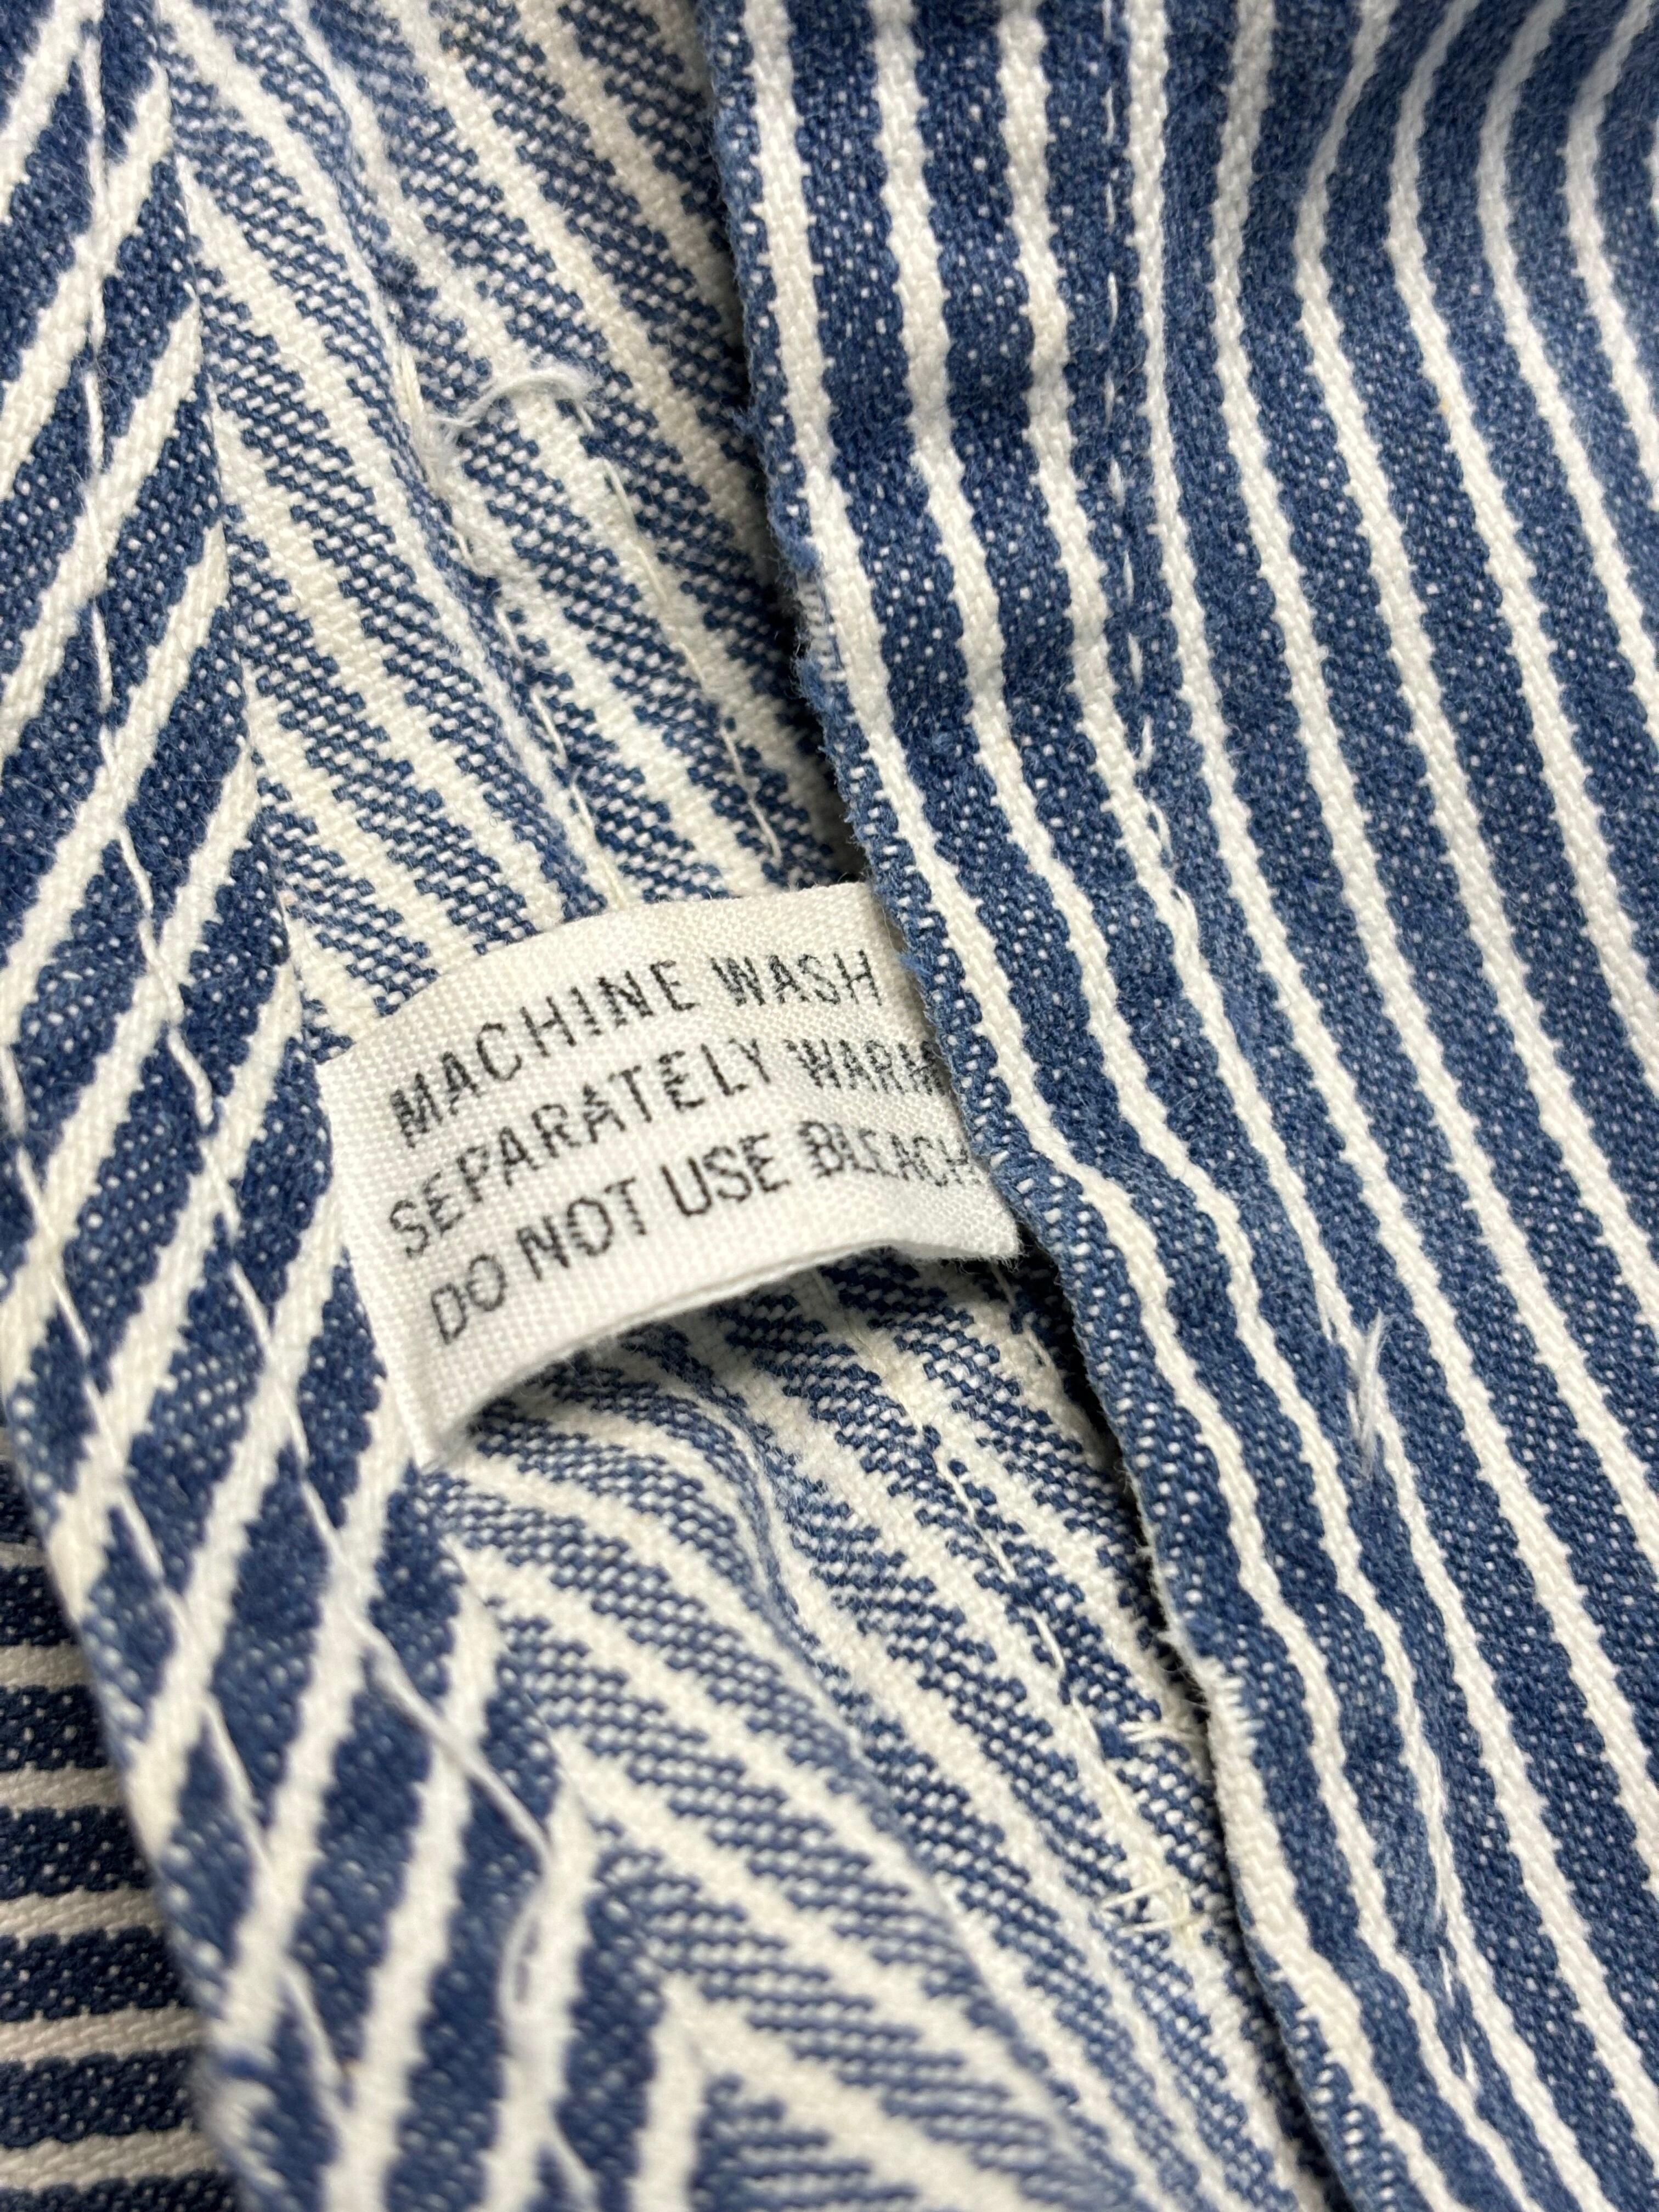 MACHINE WASH
SEPARATELY WARM
DO NOT USE BLEACH